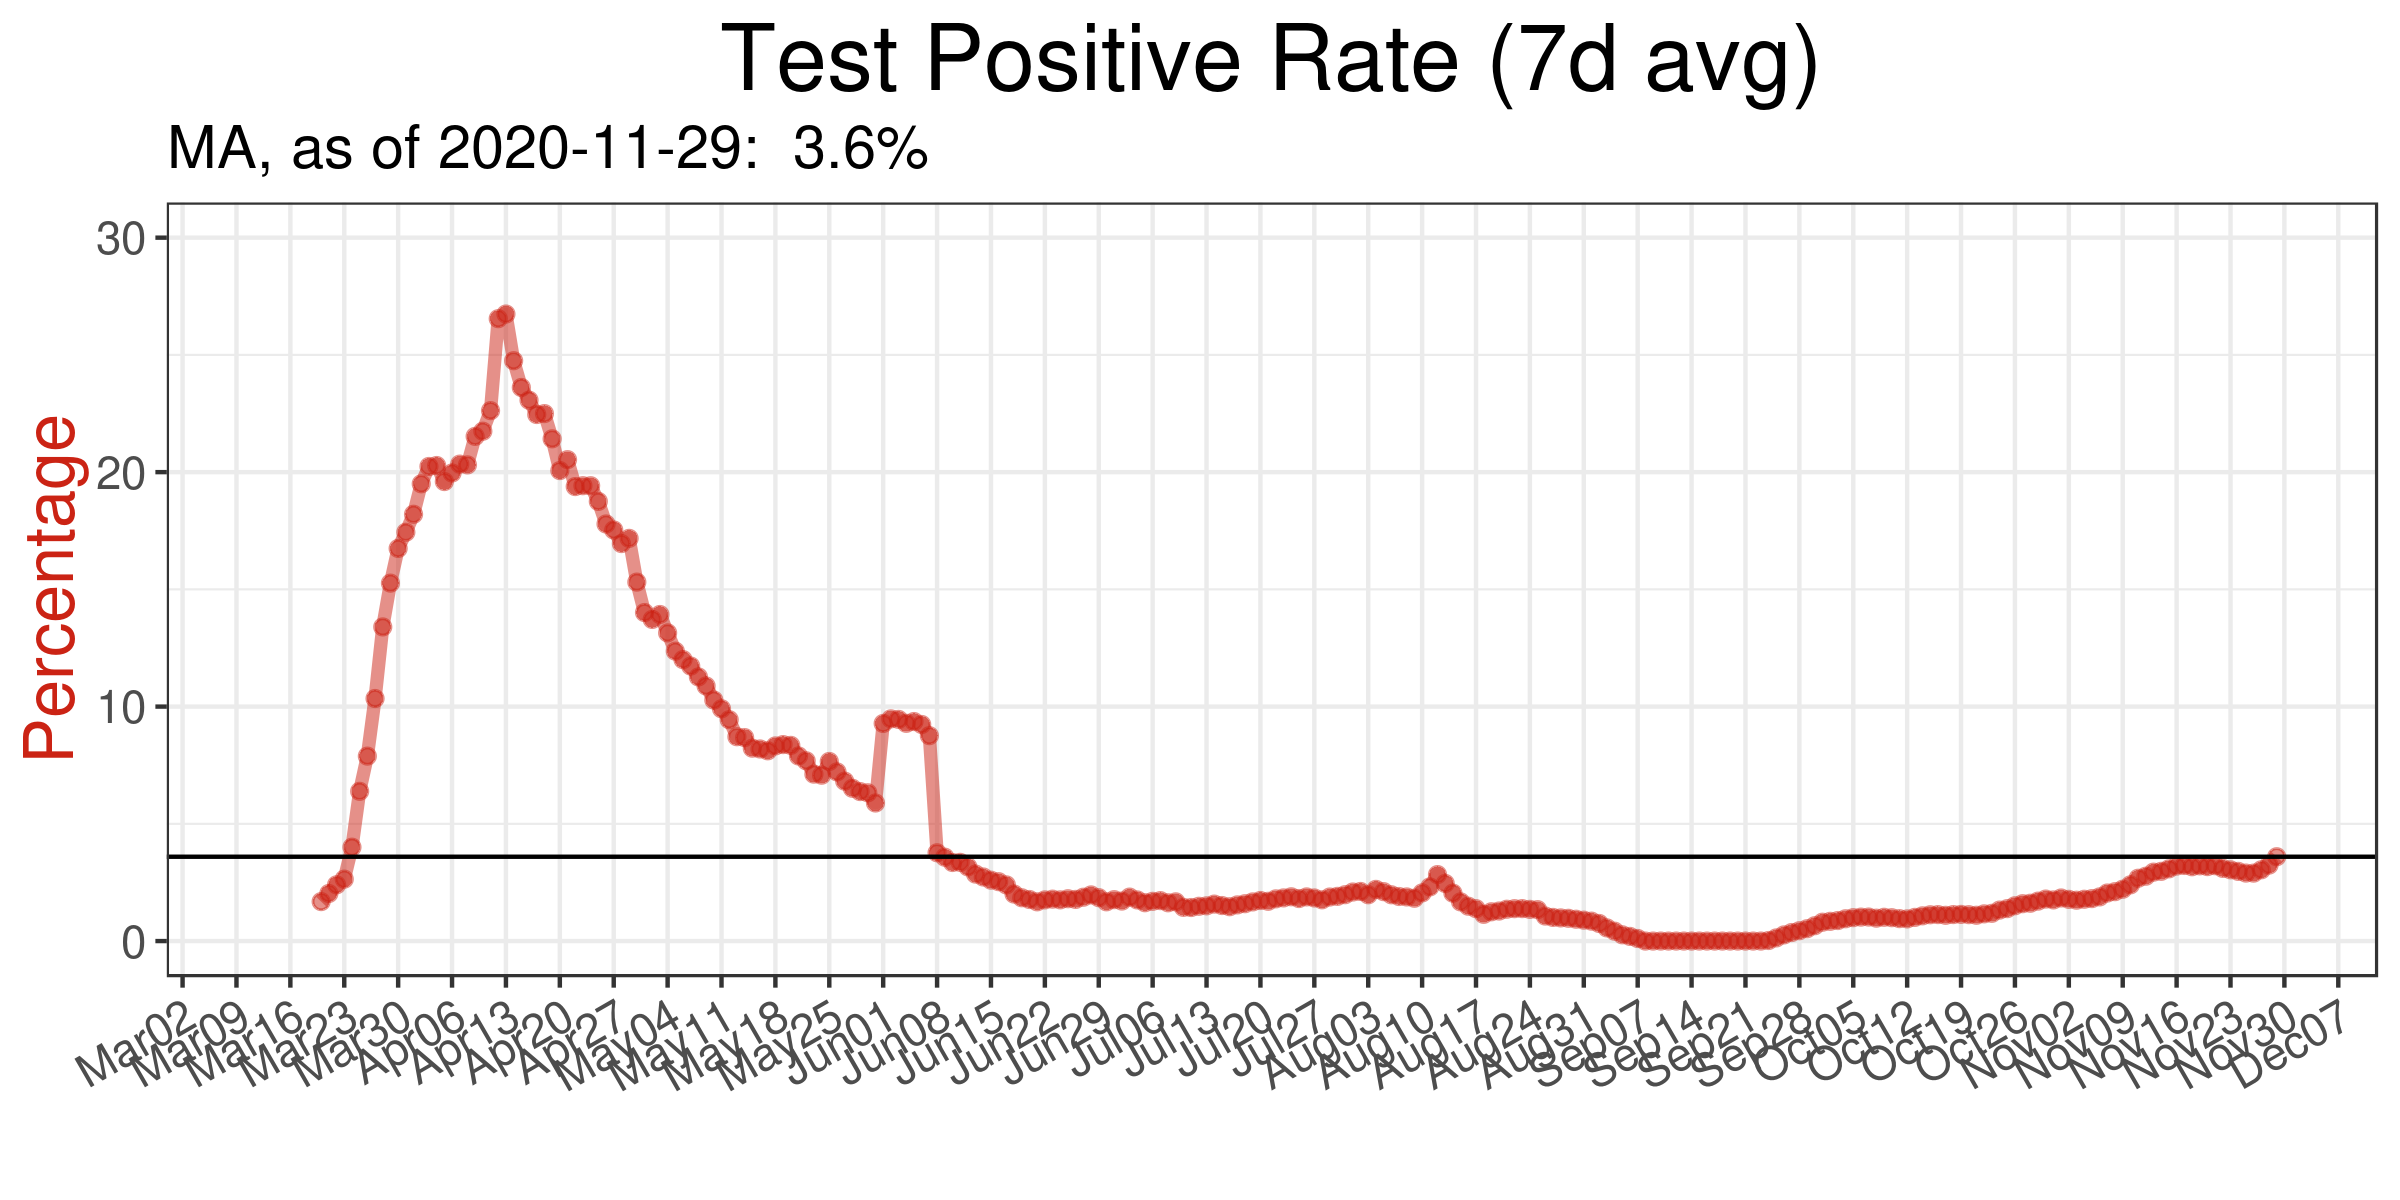 Test Positive Rate (7d avg)
MA, as of 2020-11-29:  3.6%
Percentage
30
20
10
0
Mar02
Mar09
Mar16
Mar23
Mar30
Apr06
Apr13
Apr20
Apr27
May04
May11
May18
May25
Jun01
Jun08
Jun15
Jun22
Jun29
Jul06
Jul13
Jul20
Jul27
Aug03
Aug10
Aug17
Aug24
Aug31
Sep07
Sep14
Sep21
Sep28
Oct05
Oct12
Oct19
Oct26
Nov02
Nov09
Nov16
Nov23
Nov30
Dec07